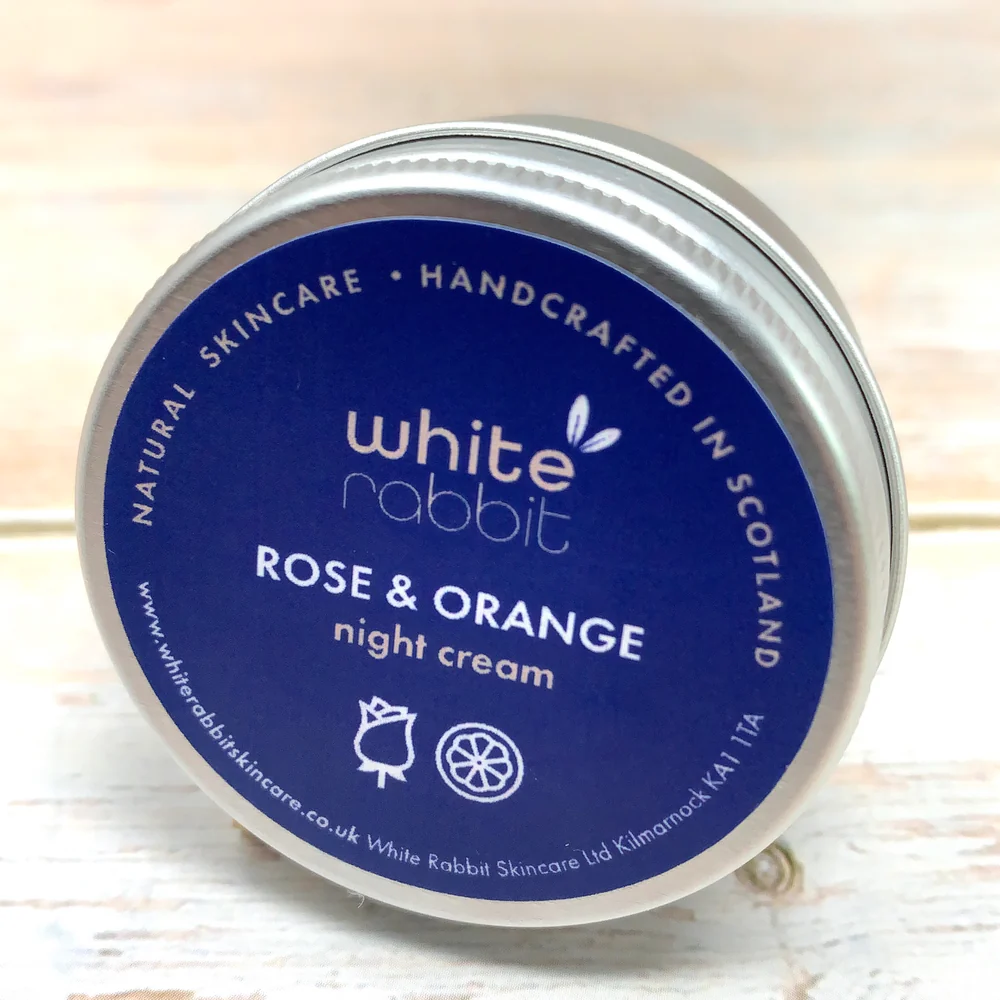 NATURAL SKINCARE • HANDCRAFTED IN SCOTLAND
white
rabbit
ROSE & ORANGE
night cream
www.whiterabbitskincare.co.uk White Rabbit Skincare Ltd Kilmarnock KA1 1TA